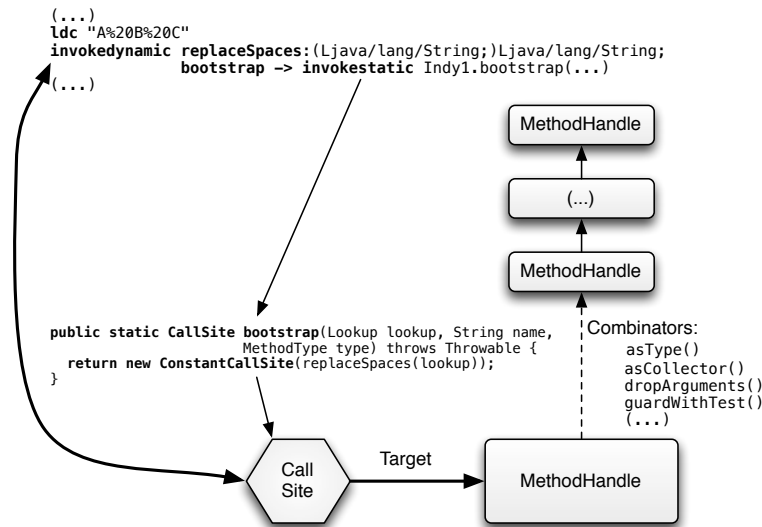 (...)
ldc "A%20B%20C"
invokedynamic replaceSpaces:(Ljava/lang/String;)Ljava/lang/String;
bootstrap –> invokestatic Indy1.bootstrap(...)
(...)
MethodHandle
(...)
MethodHandle
public static CallSite bootstrap(Lookup lookup, String name,
MethodType type) throws Throwable {
return new ConstantCallSite(replaceSpaces(lookup));
}
Combinators:
asType()
asCollector()
dropArguments()
guardWithTest()
(...)
Call
Site
Target
MethodHandle